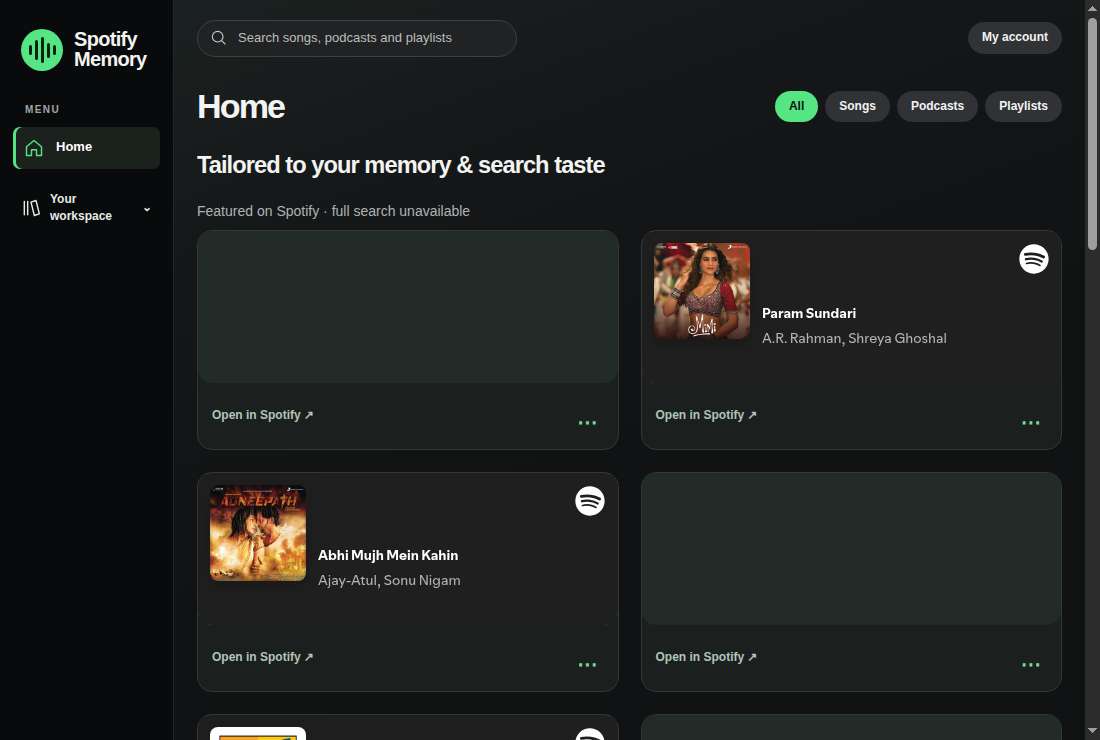 Spotify
Memory
Search songs, podcasts and playlists
My account
MENU
Home
Your
workspace
Home
All
Songs
Podcasts
Playlists
Tailored to your memory & search taste
Featured on Spotify · full search unavailable
Open in Spotify ↗
Param Sundari
A.R. Rahman, Shreya Ghoshal
Open in Spotify ↗
AGNEEPATH
Abhi Mujh Mein Kahin
Ajay-Atul, Sonu Nigam
Open in Spotify ↗
Open in Spotify ↗